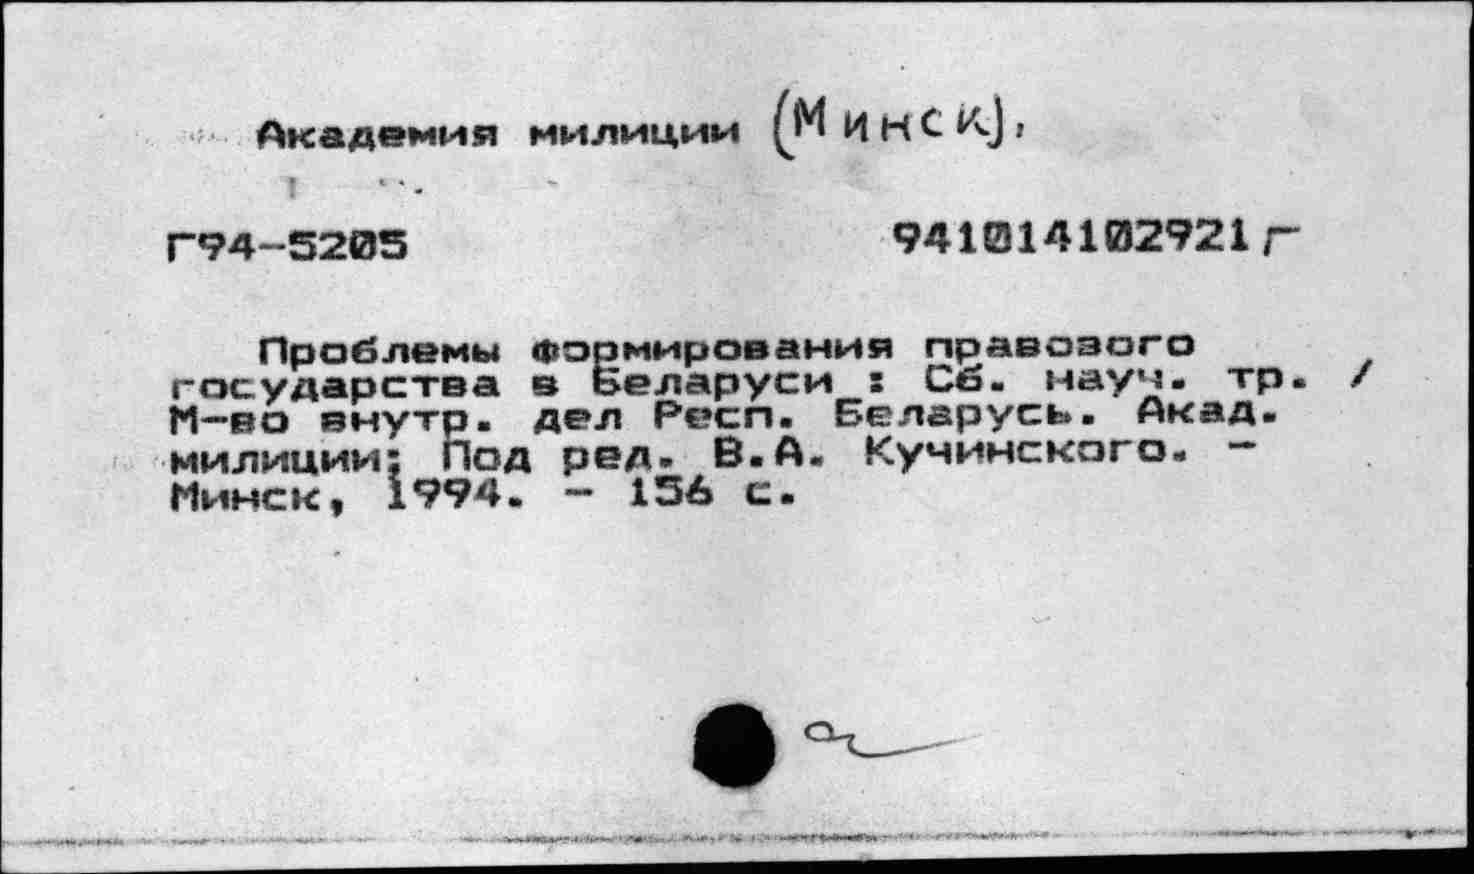 Академия милиции (Минск),
Г94-5205 941014102921 г
Проблемы формирования правового
государства в Беларуси : Сб. науч. тр. /
М-во внутр. дел Респ. Беларусь. Акад.
милиции; Под ред. В.А. Кучинского. -
Минск, 1994. - 156 с.